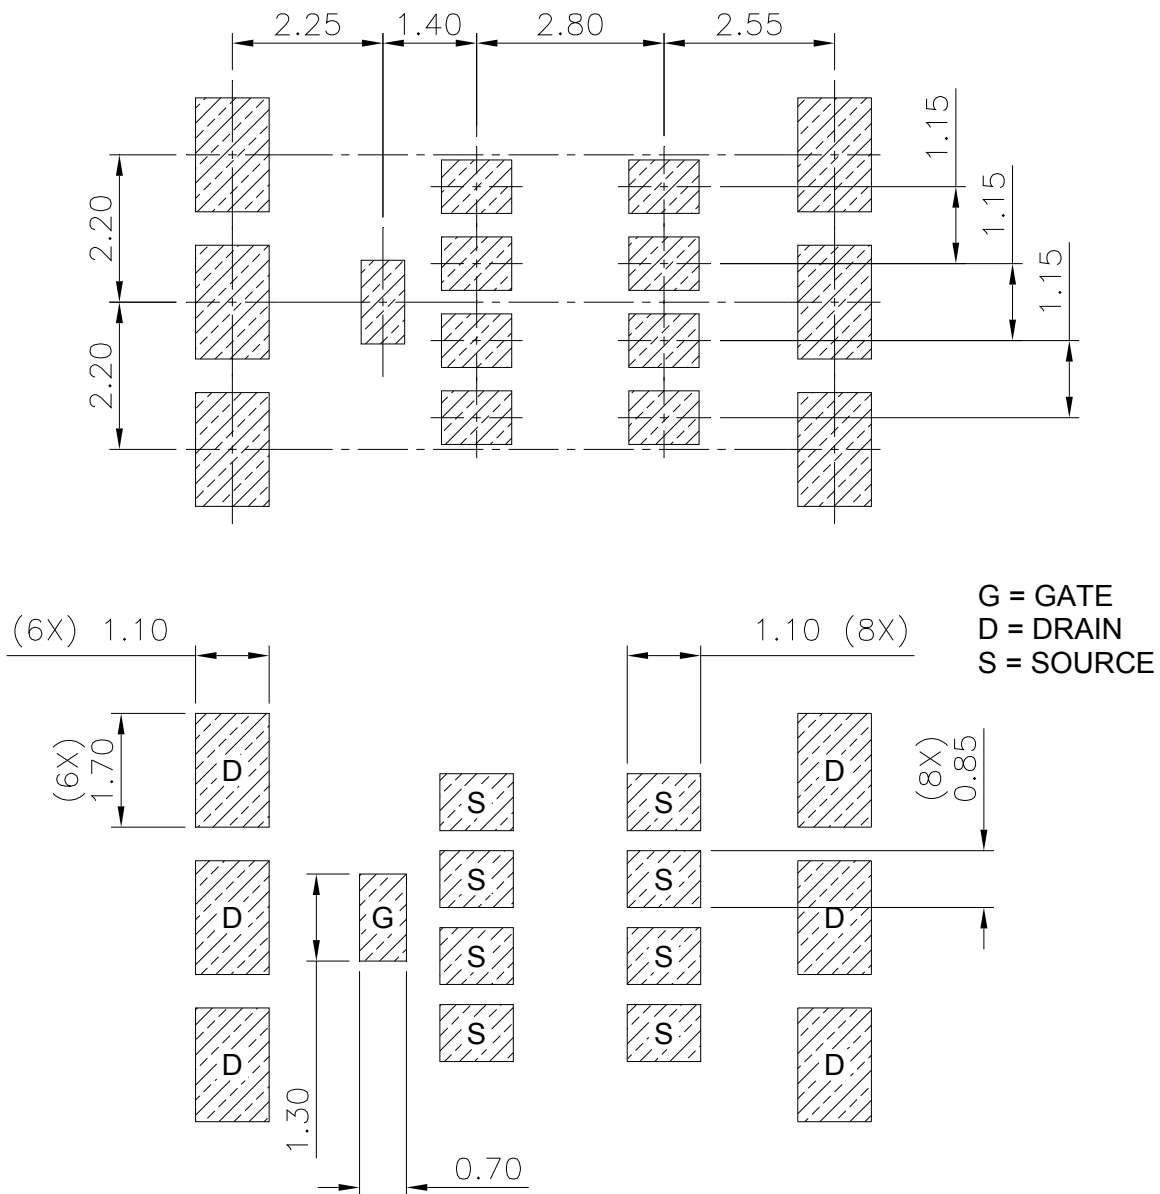 2.25 1.40 2.80 2.55
1.15
1.15
1.15
2.20
2.20
G = GATE
D = DRAIN
S = SOURCE
(6X) 1.10
1.10 (8X)
(6X)
1.70
(8X)
0.85
D S S D
S S
D G D
S S
S S
D D
1.30
0.70